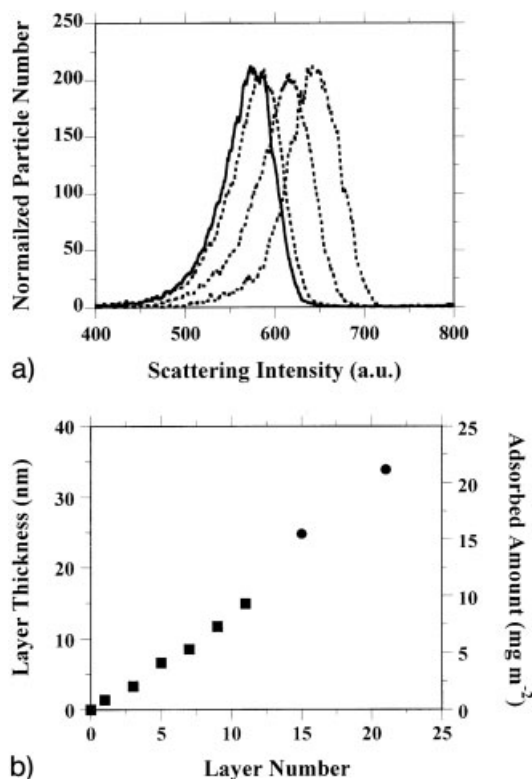 250
200
150
100
50
0
Normailzed Particle Number
400 500 600 700 800
Scattering Intensity (a.u.)
a)
40
30
20
10
0
Layer Thickness (nm)
25
20
15
10
5
0
Adsorbed Amount (mg m⁻²)
0 5 10 15 20 25
Layer Number
b)